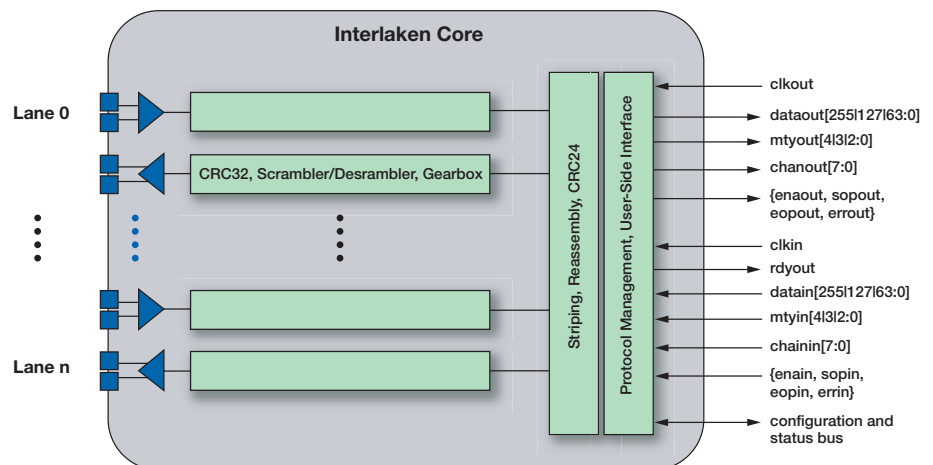 Interlaken Core
Lane 0
CRC32, Scrambler/Desrambler, Gearbox
Lane n
Striping, Reassembly, CRC24
Protocol Management, User-Side Interface
clkout
dataout[255|127|63:0]
mtyout[4|3|2:0]
chanout[7:0]
{enaout, sopout,
eopout, errout}
clkin
rdyout
datain[255|127|63:0]
mtyin[4|3|2:0]
chainin[7:0]
{enain, sopin,
eopin, errin}
configuration and
status bus